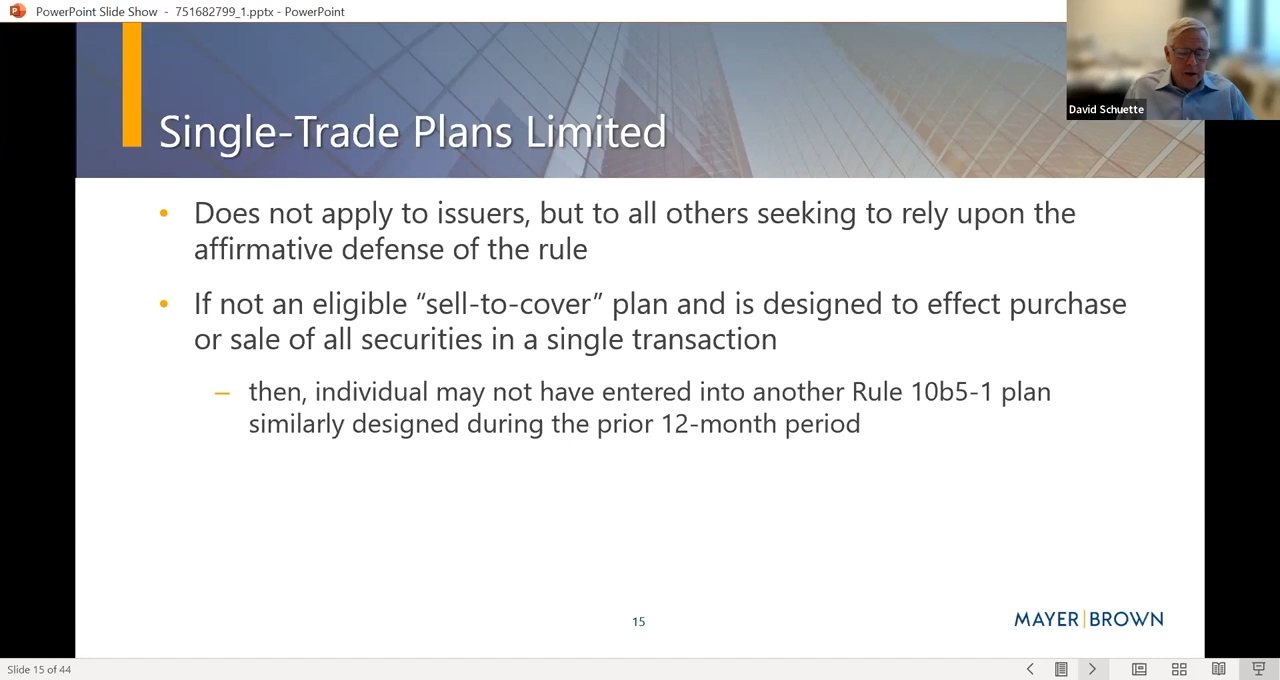 PowerPoint Slide Show - 751682799_1.pptx - PowerPoint
David Schuette
Single-Trade Plans Limited
• Does not apply to issuers, but to all others seeking to rely upon the
affirmative defense of the rule
• If not an eligible “sell-to-cover” plan and is designed to effect purchase
or sale of all securities in a single transaction
– then, individual may not have entered into another Rule 10b5-1 plan
similarly designed during the prior 12-month period
15
MAYER|BROWN
Slide 15 of 44